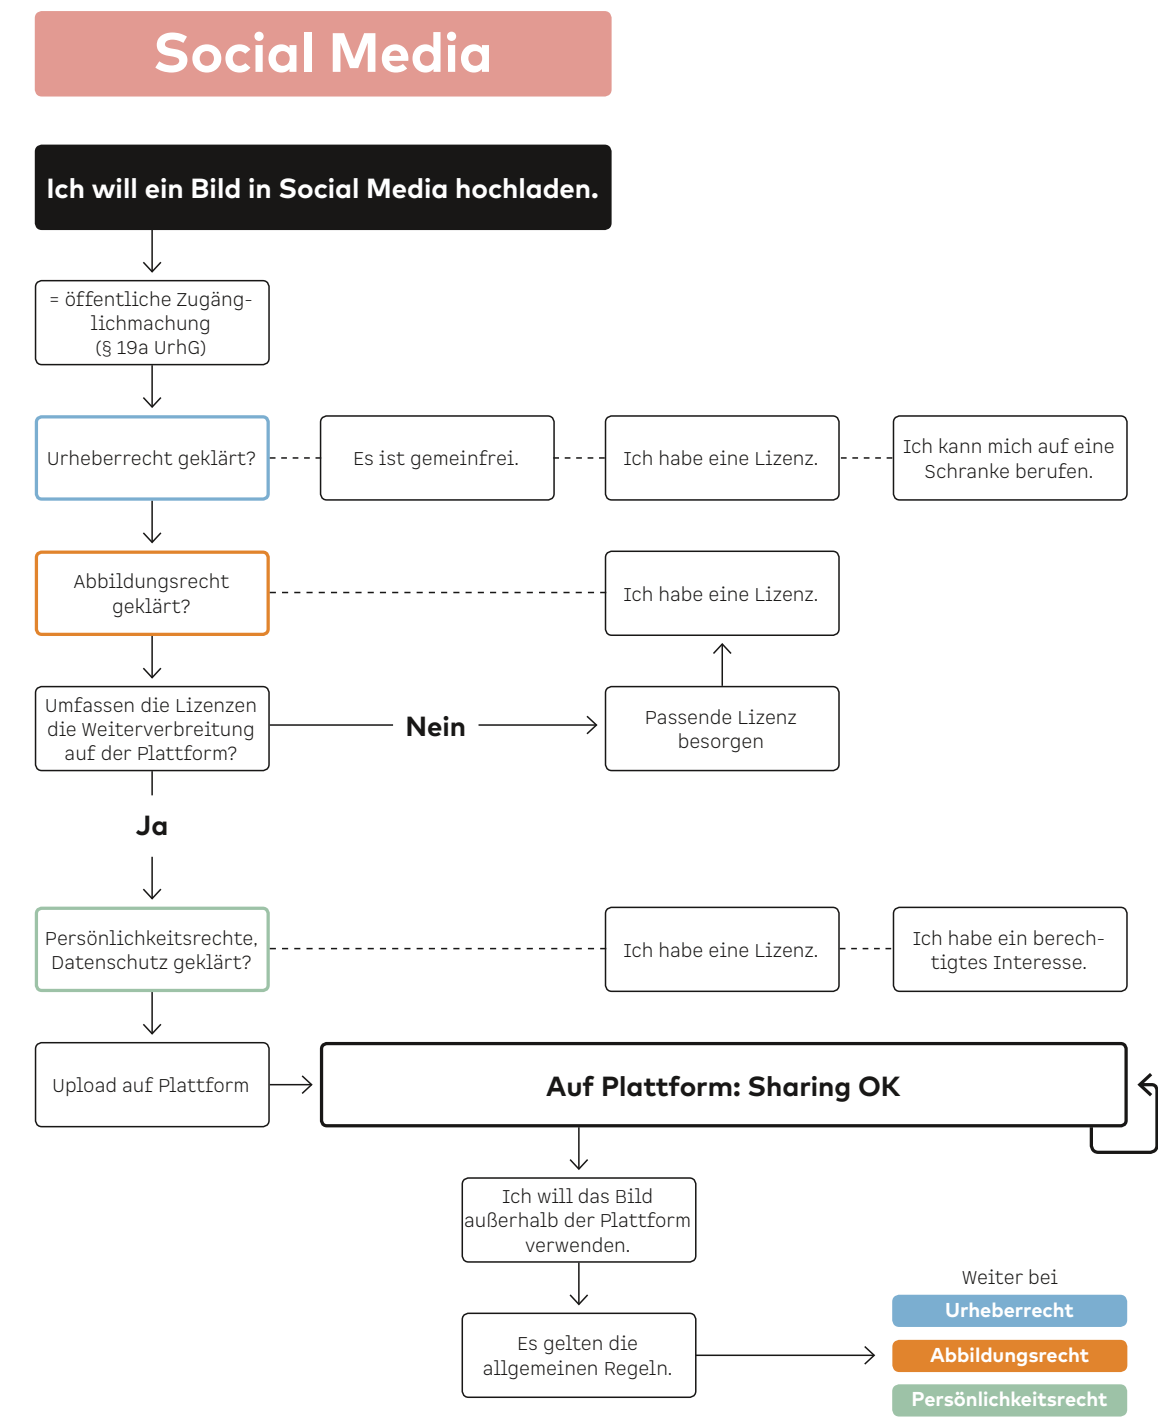 Social Media
Ich will ein Bild in Social Media hochladen.
= öffentliche Zugäng-
lichmachung
(§ 19a UrhG)
Urheberrecht geklärt?
Es ist gemeinfrei.
Ich habe eine Lizenz.
Ich kann mich auf eine
Schranke berufen.
Abbildungsrecht
geklärt?
Ich habe eine Lizenz.
Umfassen die Lizenzen
die Weiterverbreitung
auf der Plattform?
Nein
Passende Lizenz
besorgen
Ja
Persönlichkeitsrechte,
Datenschutz geklärt?
Ich habe eine Lizenz.
Ich habe ein berech-
tigtes Interesse.
Upload auf Plattform
Auf Plattform: Sharing OK
Ich will das Bild
außerhalb der Plattform
verwenden.
Es gelten die
allgemeinen Regeln.
Weiter bei
Urheberrecht
Abbildungsrecht
Persönlichkeitsrecht